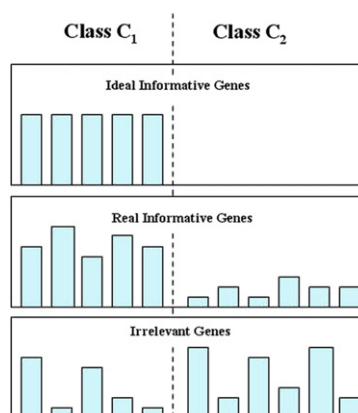 Class C1 Class C2
Ideal Informative Genes
Real Informative Genes
Irrelevant Genes